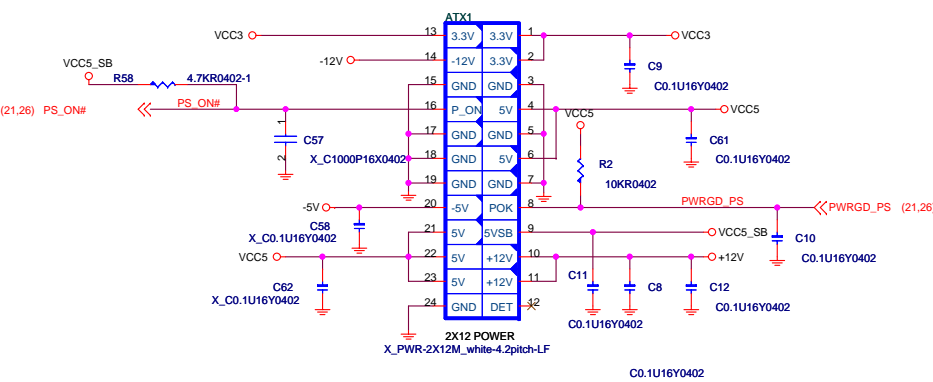 ATX1
VCC3 13 3.3V 3.3V 1 VCC3
-12V 14 -12V 3.3V 2
VCC5_SB C9
R58 4.7KR0402-1 15 GND GND 3
C0.1U16Y0402
(21,26) PS_ON# PS_ON# 16 P_ON 5V 4 VCC5
VCC5
1 C57 2 17 GND GND 5 C61
X_C1000P16X0402 18 GND 5V 6 C0.1U16Y0402
R2
19 GND GND 7 10KR0402
-5V 20 -5V POK 8 PWRGD_PS PWRGD_PS (21,26
C58 21 5V 5VSB 9 VCC5_SB
X_C0.1U16Y0402 C10
VCC5 22 5V +12V 10 +12V
C0.1U16Y0402
C62 23 5V +12V 11 C11 C8 C12
X_C0.1U16Y0402 24 GND DET 12 C0.1U16Y0402
C0.1U16Y0402
2X12 POWER
X_PWR-2X12M_white-4.2pitch-LF
C0.1U16Y0402